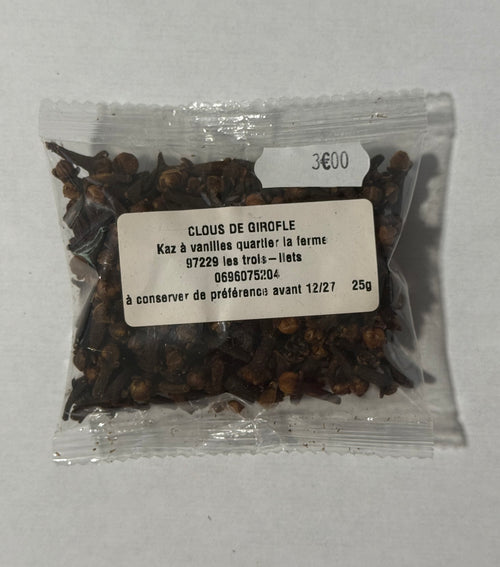 3€00
CLOUS DE GIROFLE
Kaz à vanilles quartier la ferme
97229 les trois-ilets
0696075204
à conserver de préférence avant 12/27 25g